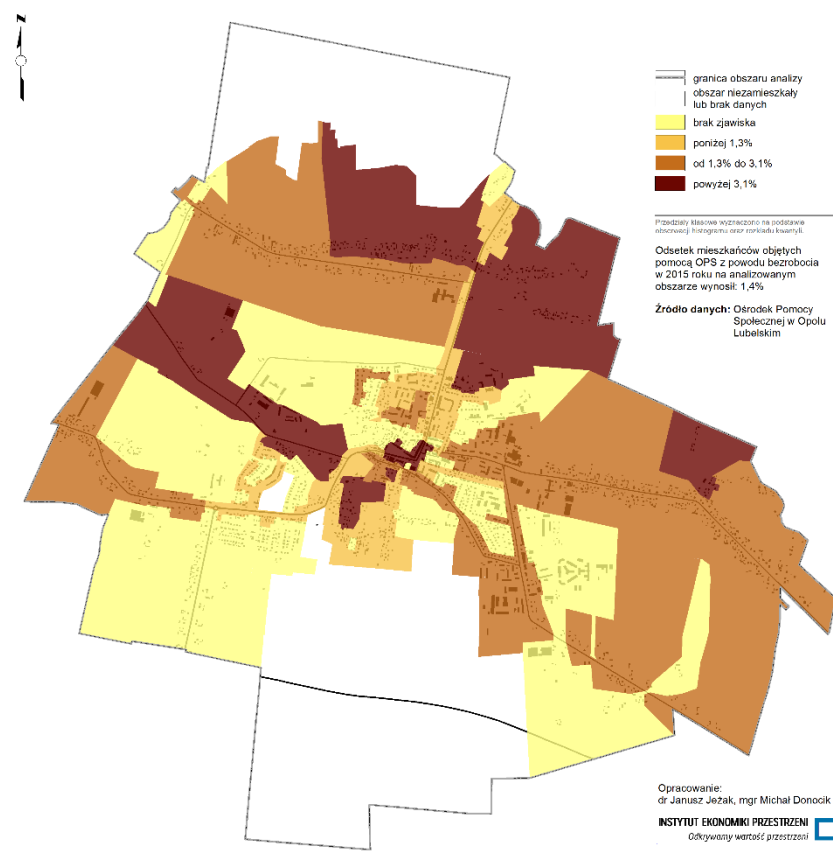 N
granica obszaru analizy
obszar niezamieszkały
lub brak danych
brak zjawiska
poniżej 1,3%
od 1,3% do 3,1%
powyżej 3,1%
Przedziały klasowe wyznaczono na podstawie
obserwacji histogramu oraz rozkładu kwantyli.
Odsetek mieszkańców objętych
pomocą OPS z powodu bezrobocia
w 2015 roku na analizowanym
obszarze wynosił: 1,4%
Źródło danych: Ośrodek Pomocy
Społecznej w Opolu
Lubelskim
Opracowanie:
dr Janusz Jeżak, mgr Michał Donocik
INSTYTUT EKONOMIKI PRZESTRZENI
Odkrywamy wartość przestrzeni